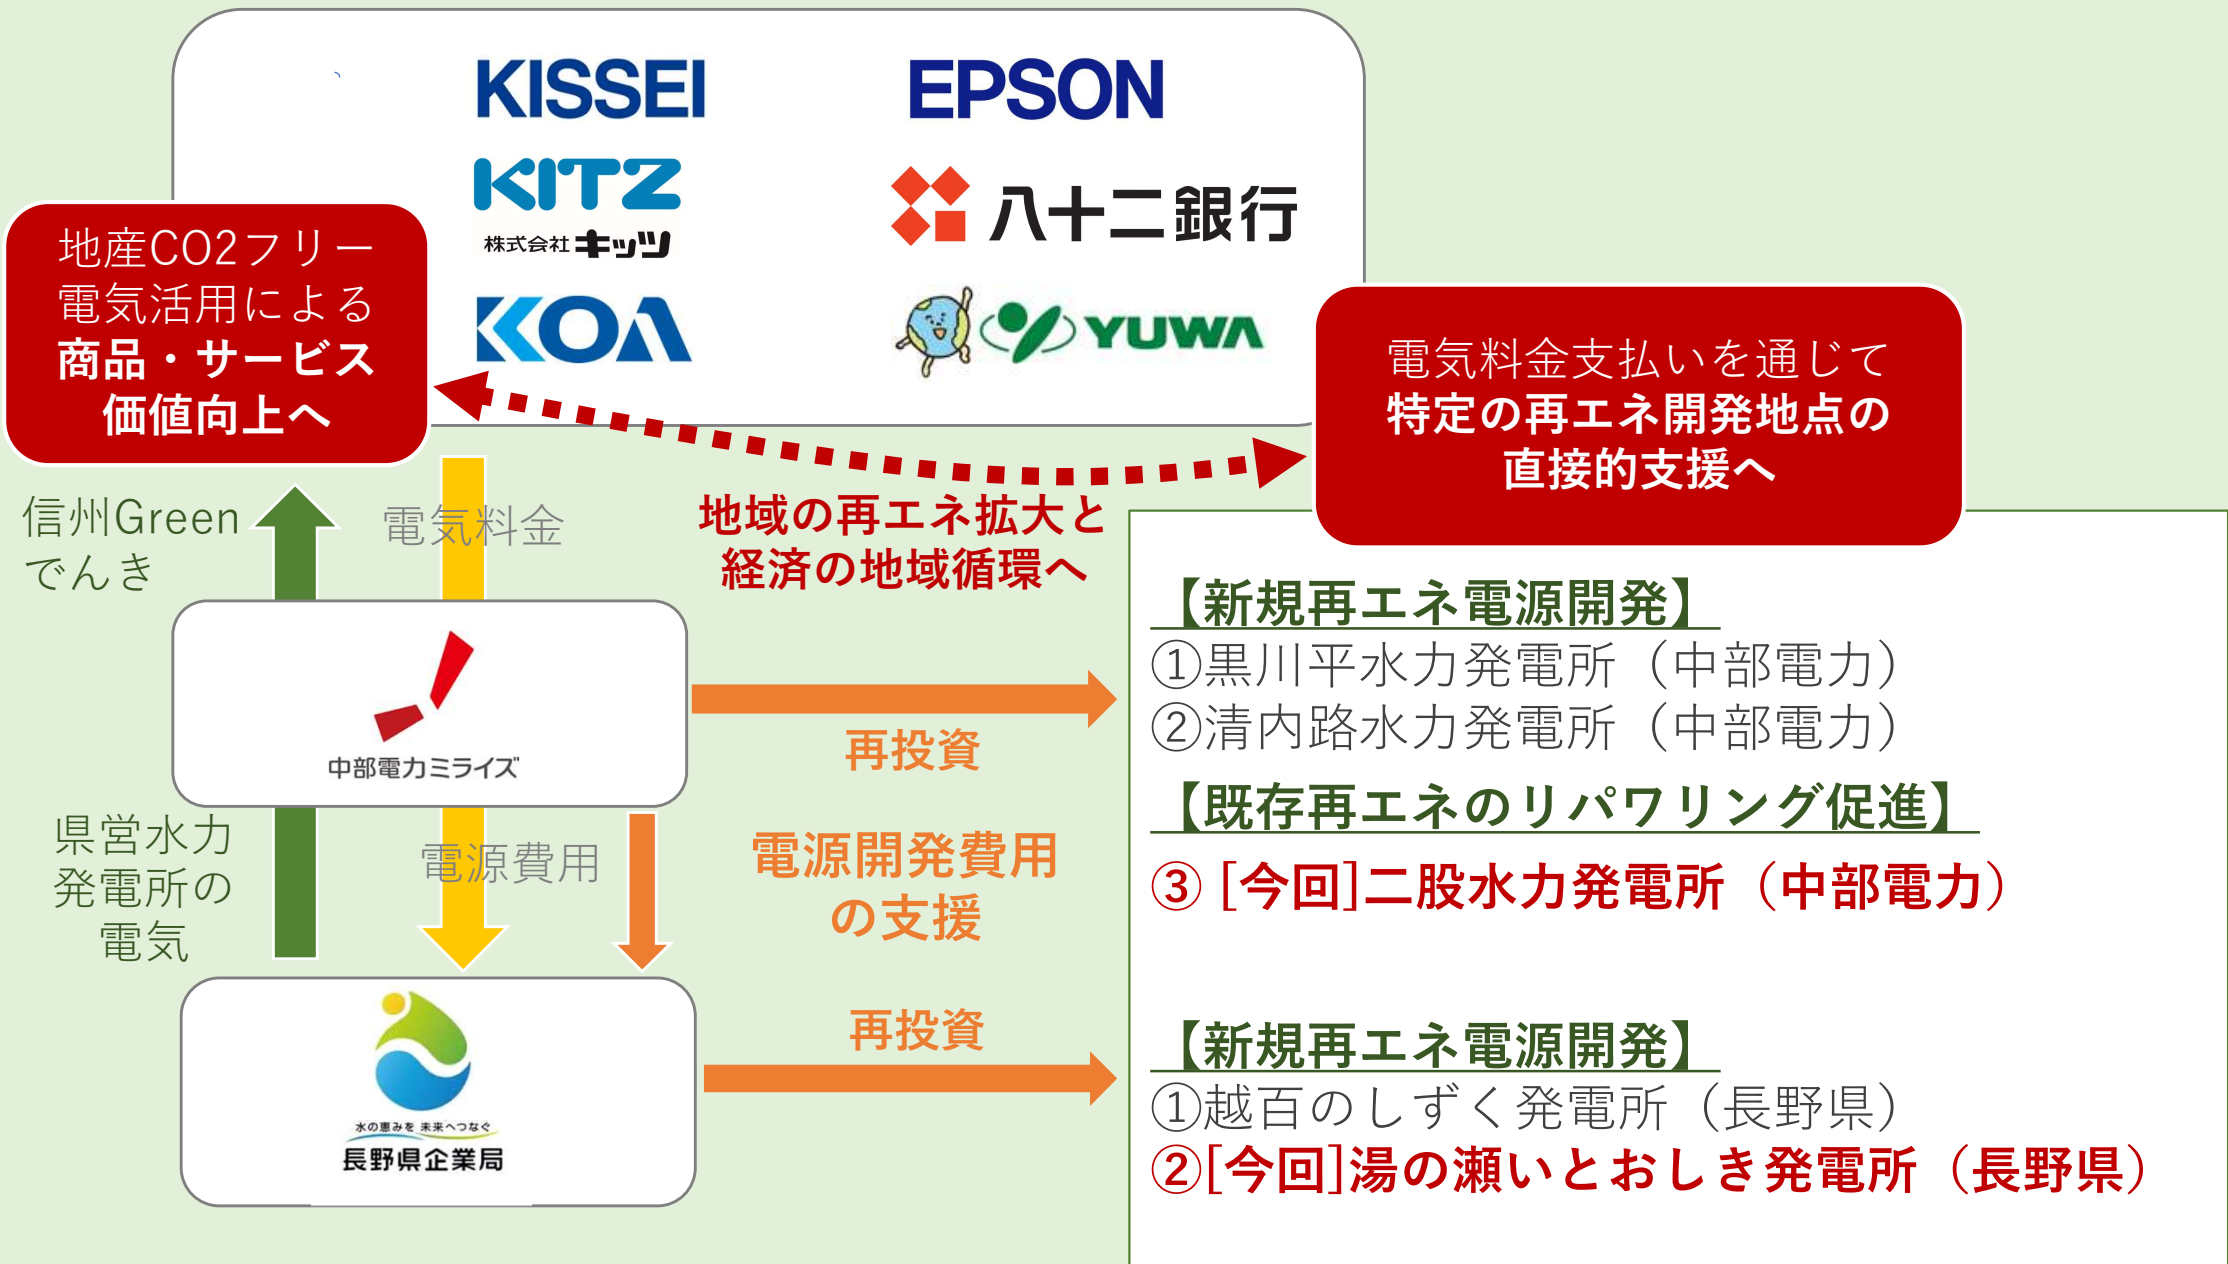 KISSEI
EPSON
KITZ
株式会社キッツ
八十二銀行
KOA
YUWA
地産CO2フリー
電気活用による
商品・サービス
価値向上へ
電気料金支払いを通じて
特定の再エネ開発地点の
直接的支援へ
信州Green
でんき
電気料金
地域の再エネ拡大と
経済の地域循環へ
中部電力ミライズ
再投資
県営水力
発電所の
電気
電源費用
電源開発費用
の支援
水の恵みを 未来へつなぐ
長野県企業局
再投資
【新規再エネ電源開発】
①黒川平水力発電所（中部電力）
②清内路水力発電所（中部電力）
【既存再エネのリパワリング促進】
③ [今回]二股水力発電所（中部電力）
【新規再エネ電源開発】
①越百のしずく発電所（長野県）
②[今回]湯の瀬いとおしき発電所（長野県）